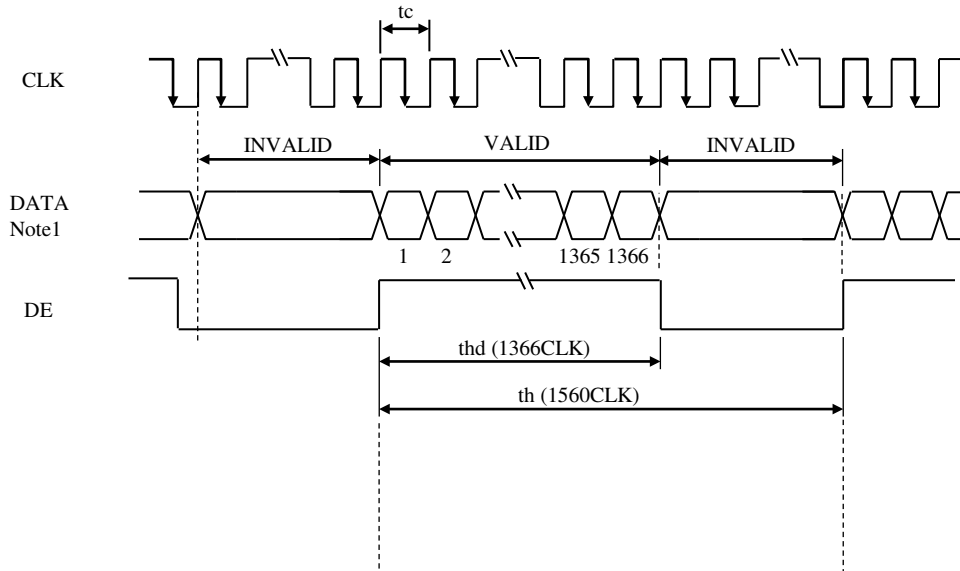 tc
CLK
INVALID VALID INVALID
DATA
Note1
1 2 1365 1366
DE
thd (1366CLK)
th (1560CLK)